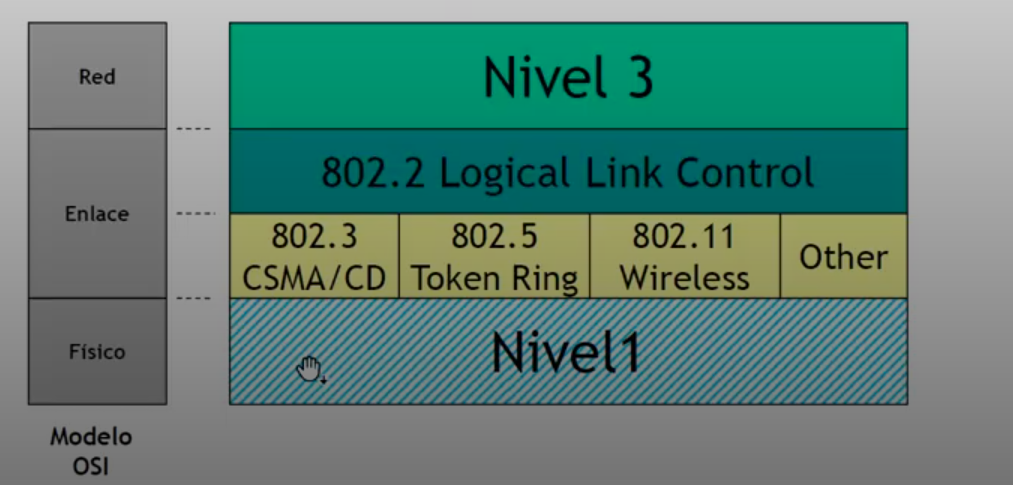 Red
Nivel 3
802.2 Logical Link Control
Enlace
802.3
CSMA/CD
802.5
Token Ring
802.11
Wireless
Other
Físico
Nivel1
Modelo
OSI